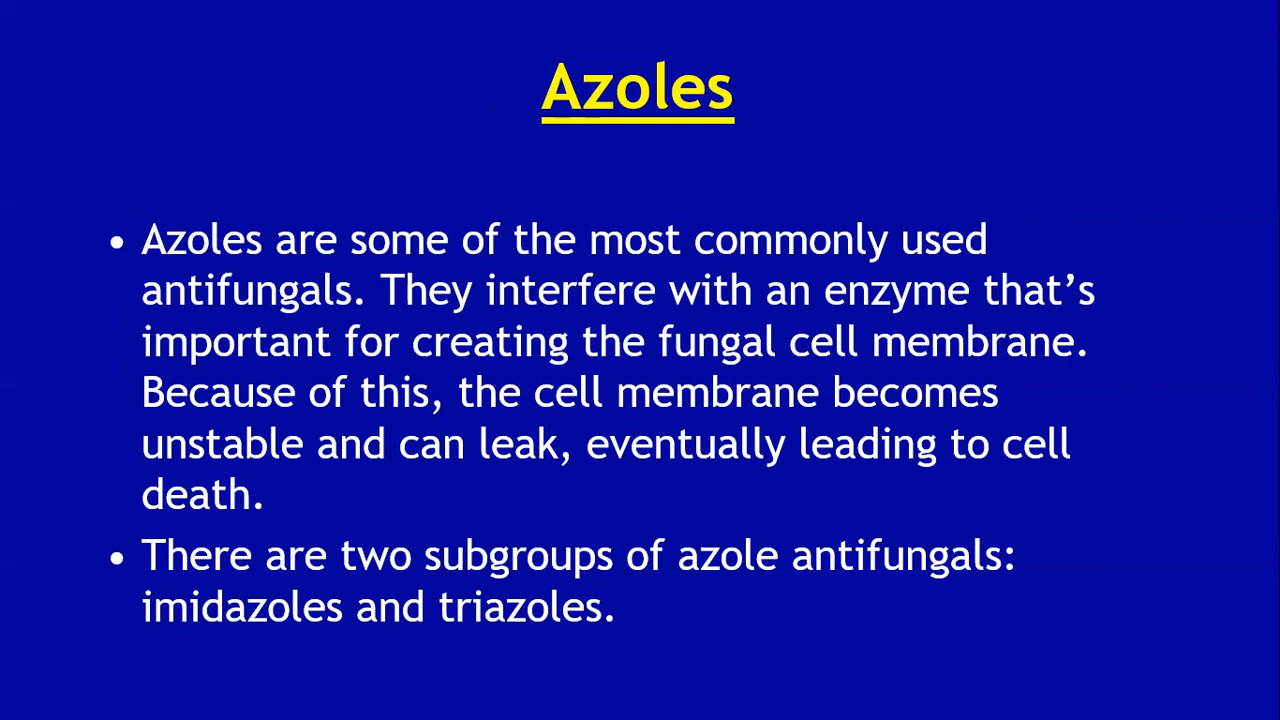 Azoles
• Azoles are some of the most commonly used
antifungals. They interfere with an enzyme that’s
important for creating the fungal cell membrane.
Because of this, the cell membrane becomes
unstable and can leak, eventually leading to cell
death.
• There are two subgroups of azole antifungals:
imidazoles and triazoles.